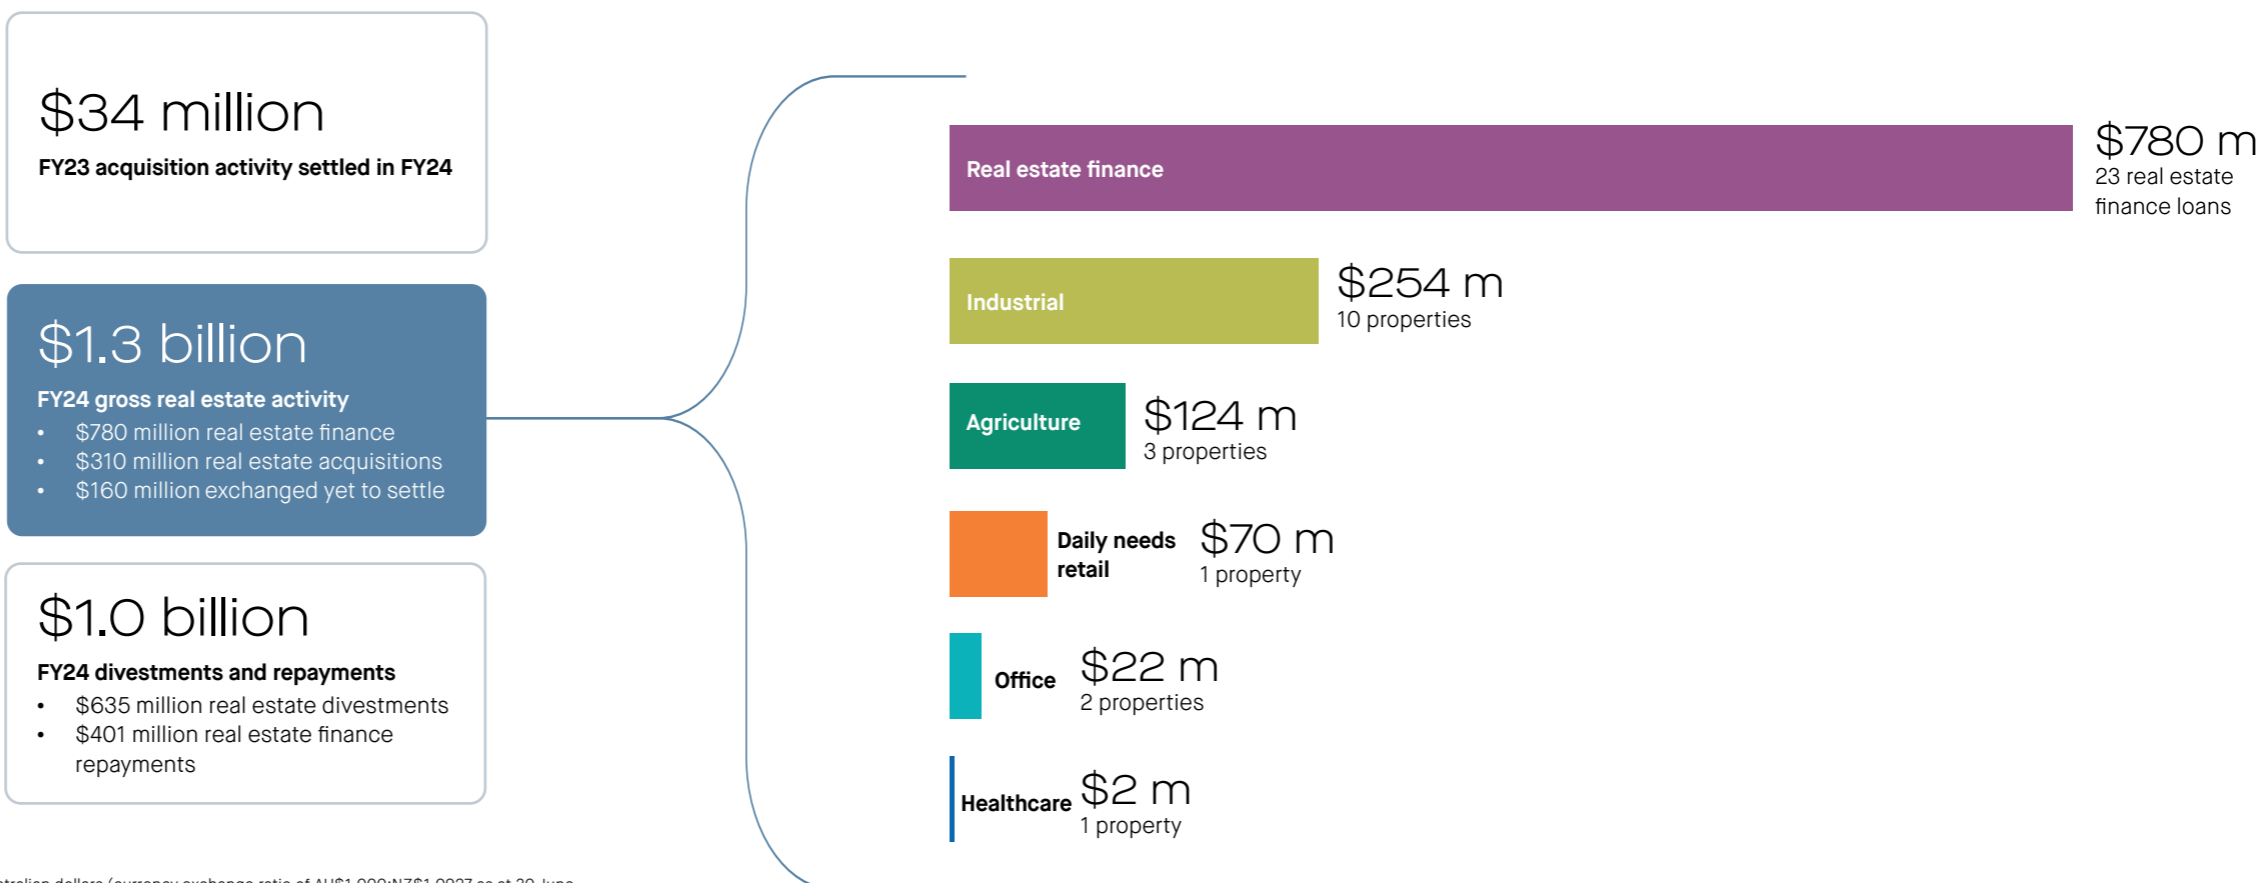 $34 million
FY23 acquisition activity settled in FY24
$1.3 billion
FY24 gross real estate activity
• $780 million real estate finance
• $310 million real estate acquisitions
• $160 million exchanged yet to settle
$1.0 billion
FY24 divestments and repayments
• $635 million real estate divestments
• $401 million real estate finance
repayments
Real estate finance
$780 m
23 real estate
finance loans
Industrial
$254 m
10 properties
Agriculture
$124 m
3 properties
Daily needs
retail
$70 m
1 property
Office
$22 m
2 properties
Healthcare
$2 m
1 property